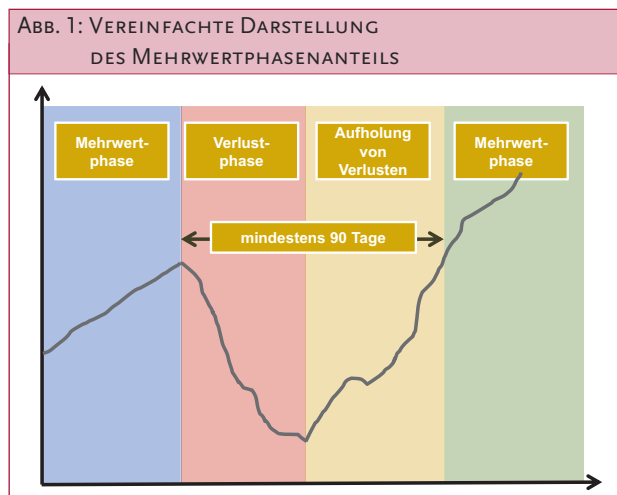 ABB. 1: VEREINFACHTE DARSTELLUNG
DES MEHRWERTPHASENANTEILS
Mehrwert-
phase
Verlust-
phase
Aufholung
von
Verlusten
Mehrwert-
phase
mindestens 90 Tage